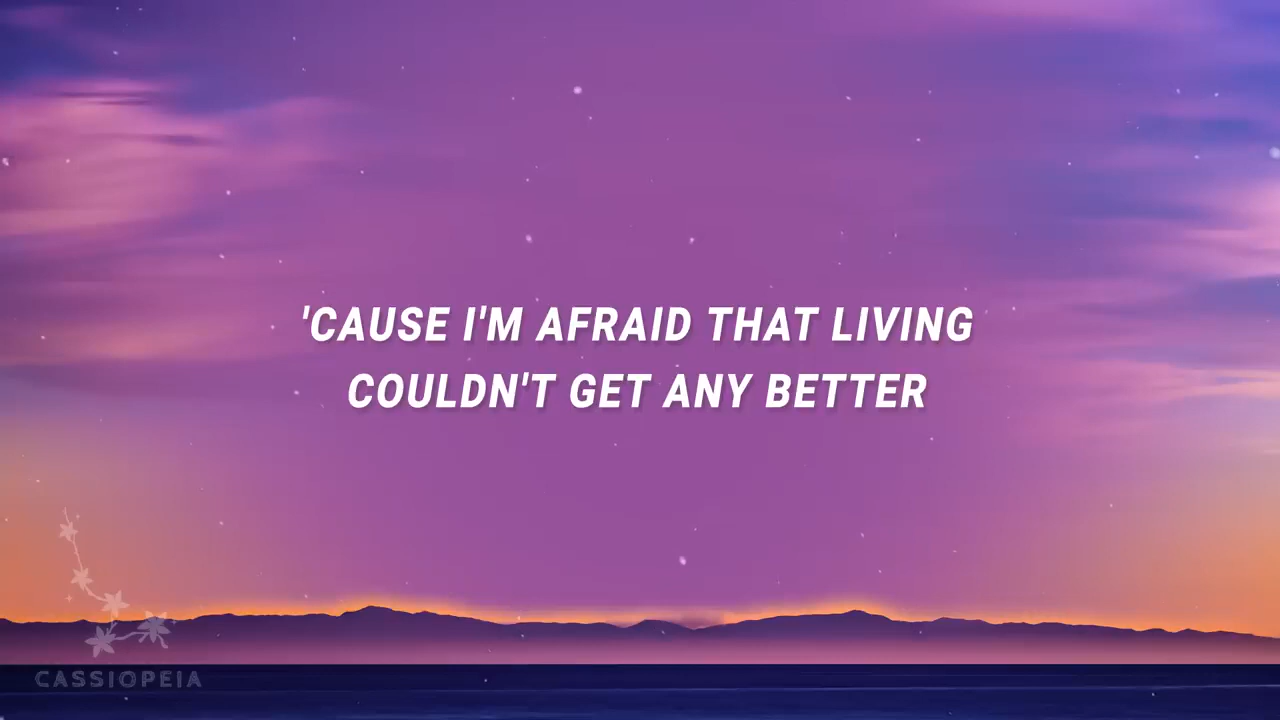 'CAUSE I'M AFRAID THAT LIVING
COULDN'T GET ANY BETTER
CASSIOPEIA